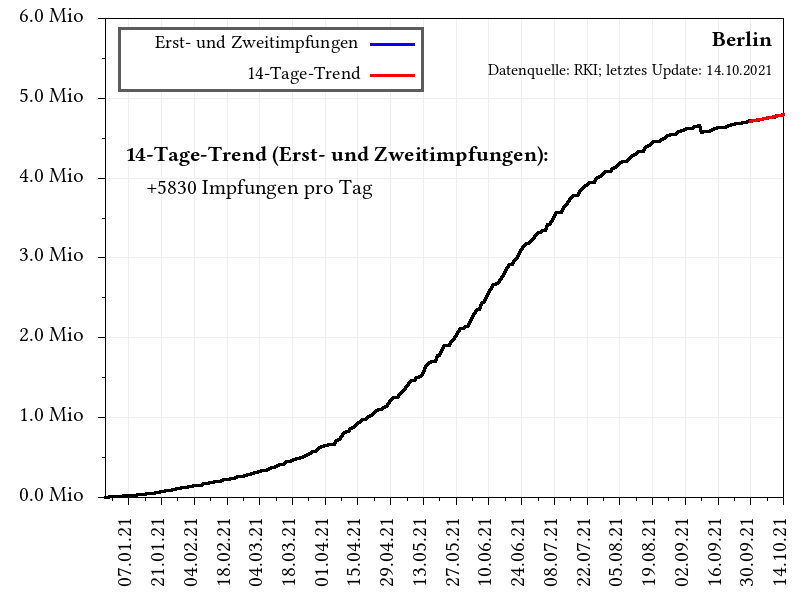 6.0 Mio
5.0 Mio
4.0 Mio
3.0 Mio
2.0 Mio
1.0 Mio
0.0 Mio
Erst- und Zweitimpfungen
14-Tage-Trend
Berlin
Datenquelle: RKI; letztes Update: 14.10.2021
14-Tage-Trend (Erst- und Zweitimpfungen):
+5830 Impfungen pro Tag
07.01.21
21.01.21
04.02.21
18.02.21
04.03.21
18.03.21
01.04.21
15.04.21
29.04.21
13.05.21
27.05.21
10.06.21
24.06.21
08.07.21
22.07.21
05.08.21
19.08.21
02.09.21
16.09.21
30.09.21
14.10.21